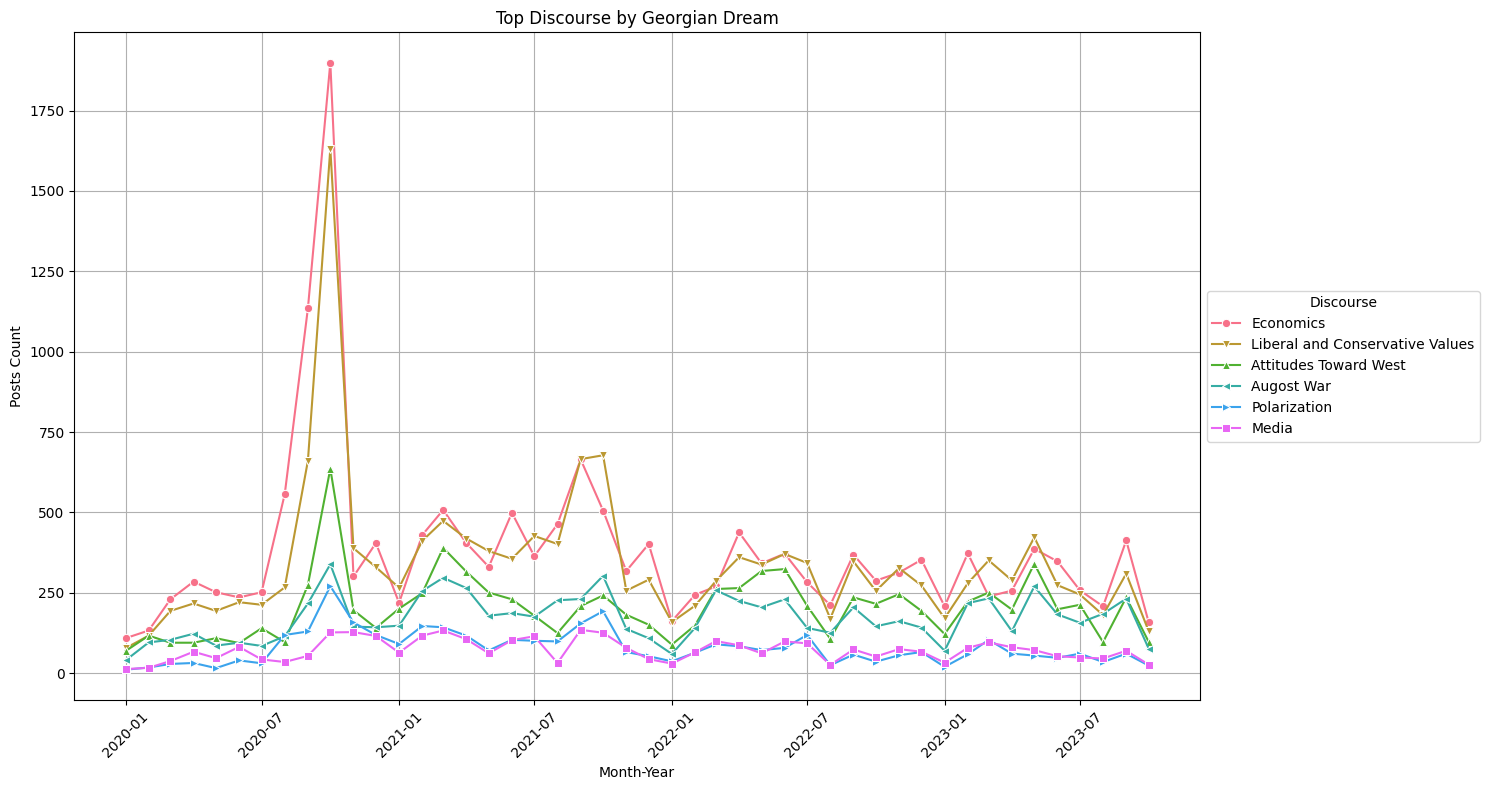 Top Discourse by Georgian Dream
Posts Count
1750
1500
1250
1000
750
500
250
0
2020-01
2020-07
2021-01
2021-07
2022-01
2022-07
2023-01
2023-07
Month-Year
Discourse
Economics
Liberal and Conservative Values
Attitudes Toward West
Augost War
Polarization
Media